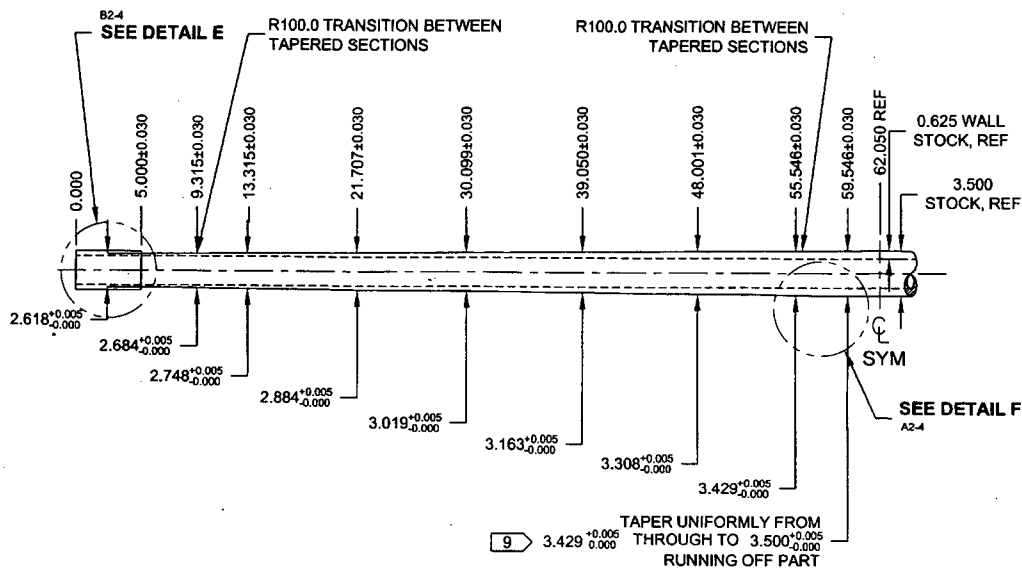 B2-4
SEE DETAIL E
R100.0 TRANSITION BETWEEN
TAPERED SECTIONS
R100.0 TRANSITION BETWEEN
TAPERED SECTIONS
0.000
5.000±0.030
9.315±0.030
13.315±0.030
21.707±0.030
30.099±0.030
39.050±0.030
48.001±0.030
55.546±0.030
59.546±0.030
62.050 REF
0.625 WALL
STOCK, REF
3.500
STOCK, REF
2.618 +0.005 -0.000
2.684 +0.005 -0.000
2.748 +0.005 -0.000
2.884 +0.005 -0.000
3.019 +0.005 -0.000
3.163 +0.005 -0.000
3.308 +0.005 -0.000
3.429 +0.005 -0.000
CL
SYM
SEE DETAIL F
A2-4
TAPER UNIFORMLY FROM
9 3.429 +0.005 0.000 THROUGH TO 3.500 +0.005 -0.000
RUNNING OFF PART